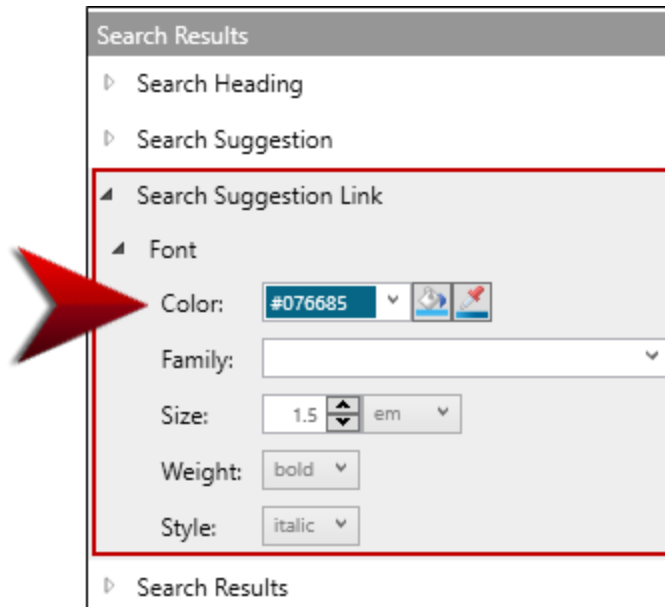 Search Results
Search Heading
Search Suggestion
Search Suggestion Link
Font
Color: #076685
Family:
Size: 1.5 em
Weight: bold
Style: italic
Search Results